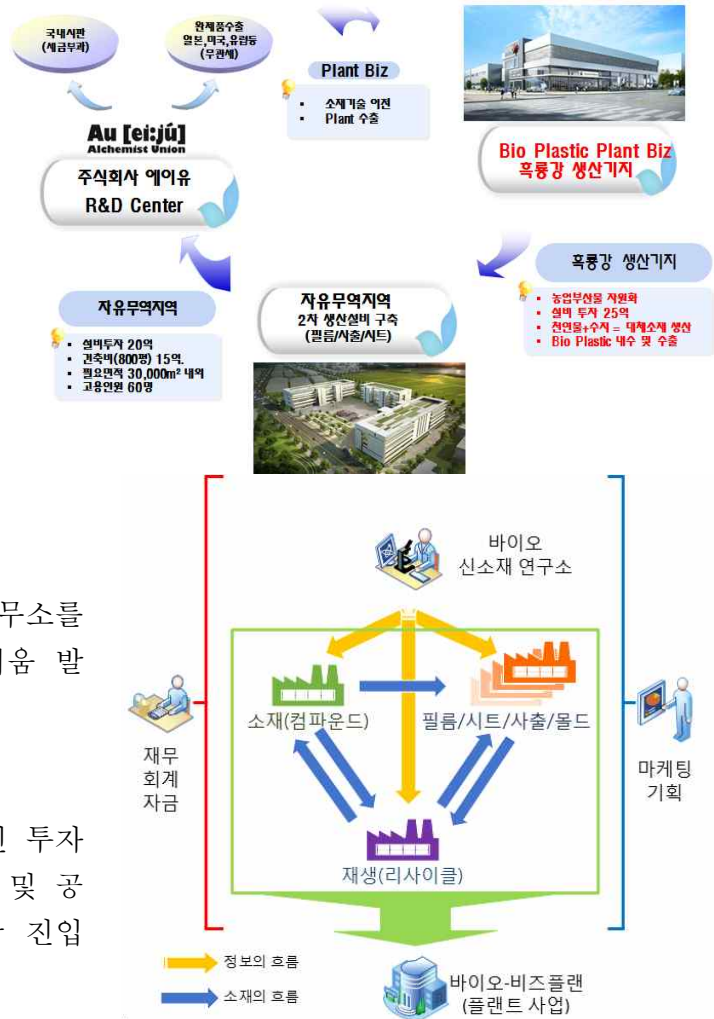 국내시판
(세금부과)
완제품수출
일본,미국,유럽등
(무관세)
Plant Biz
소재기술 이전
Plant 수출
Au [ei:jú]
Alchemist Union
주식회사 에이유
R&D Center
Bio Plastic Plant Biz
흑룡강 생산기지
흑룡강 생산기지
농업부산물 자원화
설비 투자 25억
천연물+수지 = 대체소재 생산
Bio Plastic 내수 및 수출
자유무역지역
2차 생산설비 구축
(필름/사출/시트)
자유무역지역
설비투자 20억
건축비(800평) 15억.
필요면적 30,000m² 내외
고용인원 60명
바이오
신소재 연구소
무소를
움 발
소재(컴파운드)
필름/시트/사출/몰드
재무
회계
자금
마케팅
기획
투자
및 공
진입
재생(리사이클)
정보의 흐름
소재의 흐름
바이오-비즈플랜
(플랜트 사업)